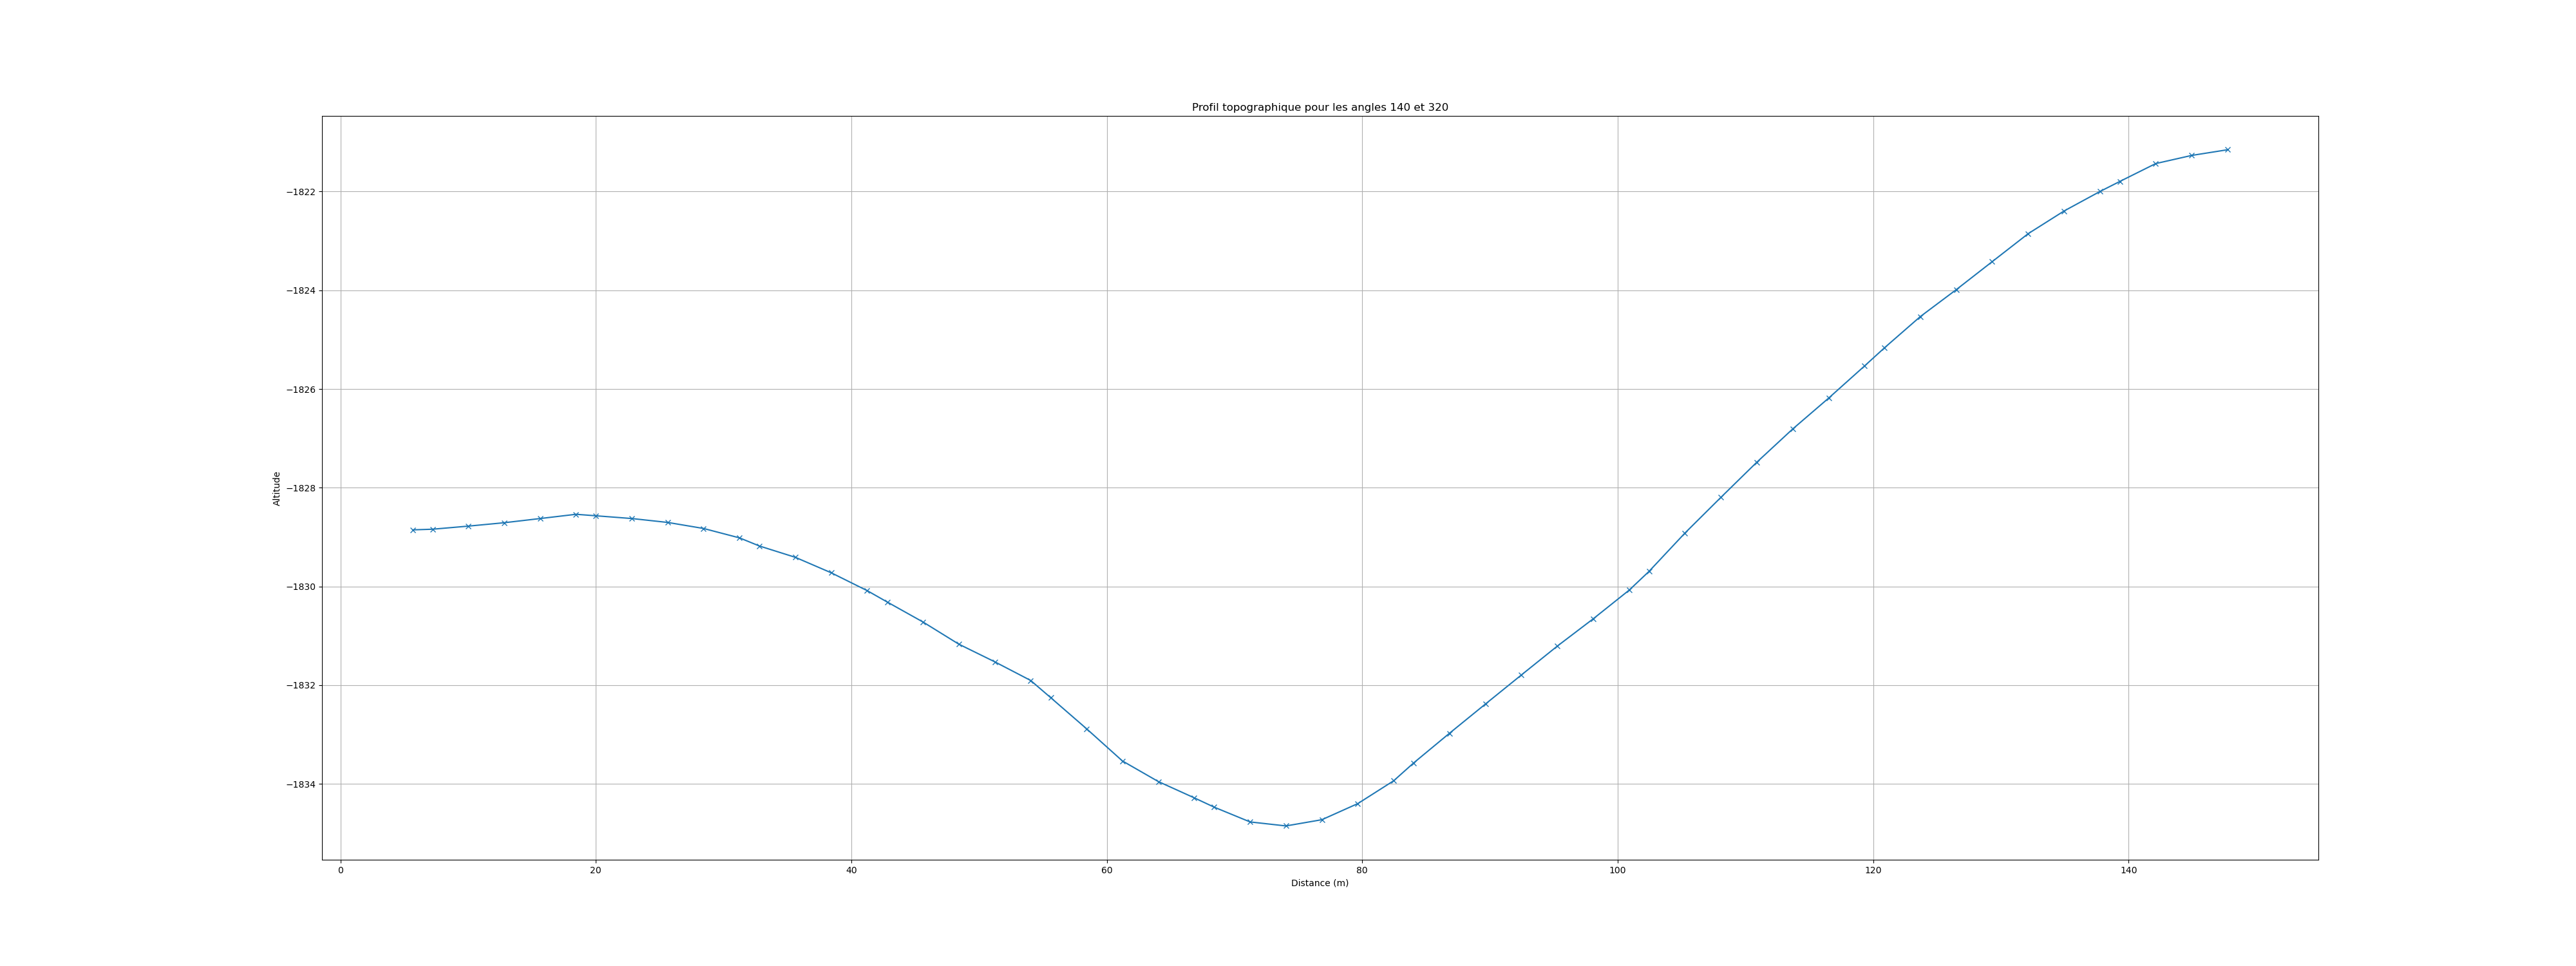 Profil topographique pour les angles 140 et 320
Altitude
−1822
−1824
−1826
−1828
−1830
−1832
−1834
0 20 40 60 80 100 120 140
Distance (m)